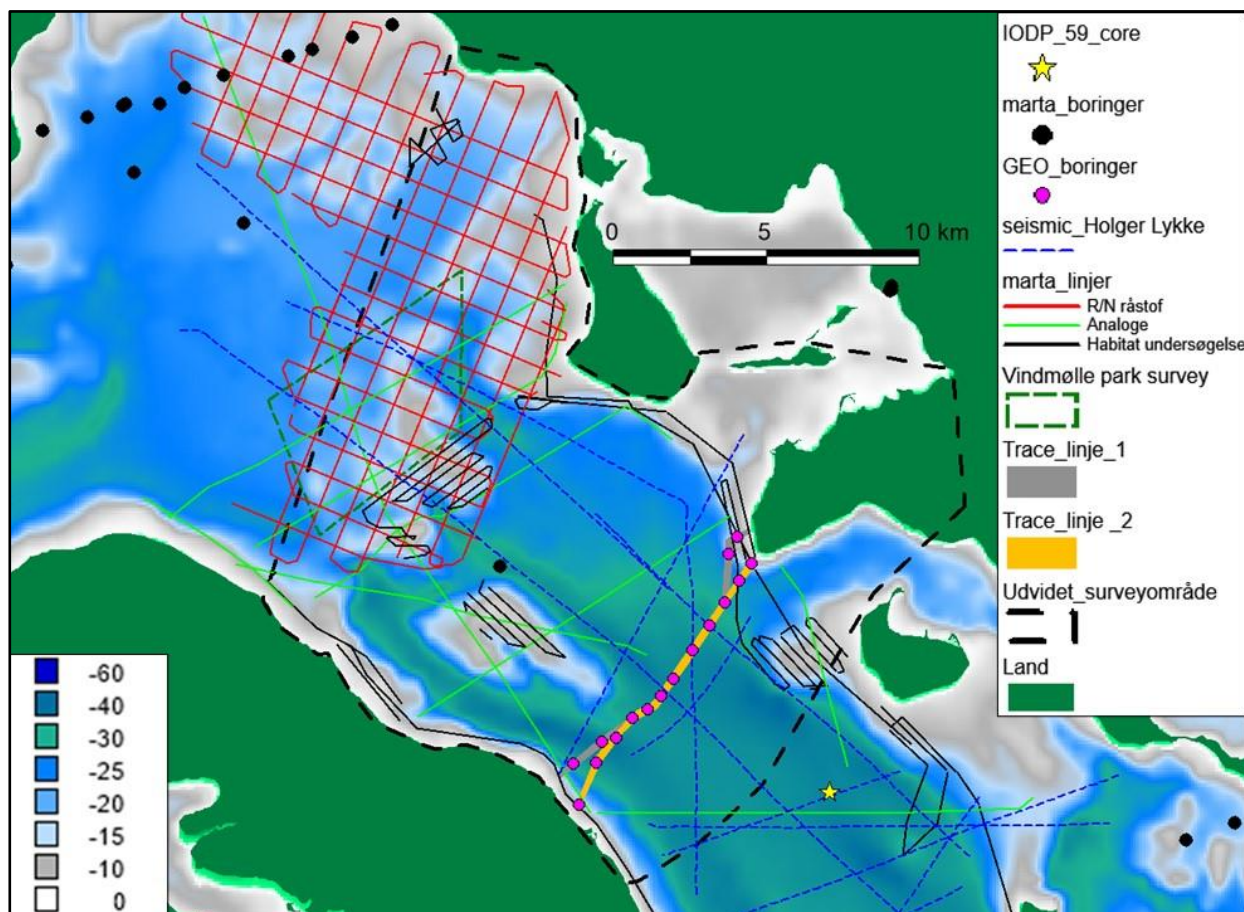 IODP_59_core
marta_boringer
GEO_boringer
seismic_Holger Lykke
marta_linjer
R/N råstof
Analoge
Habitat undersøgelse
Vindmølle park survey
Trace_linje_1
Trace_linje _2
Udvidet_surveyområde
Land
0 5 10 km
-60
-40
-30
-25
-20
-15
-10
0